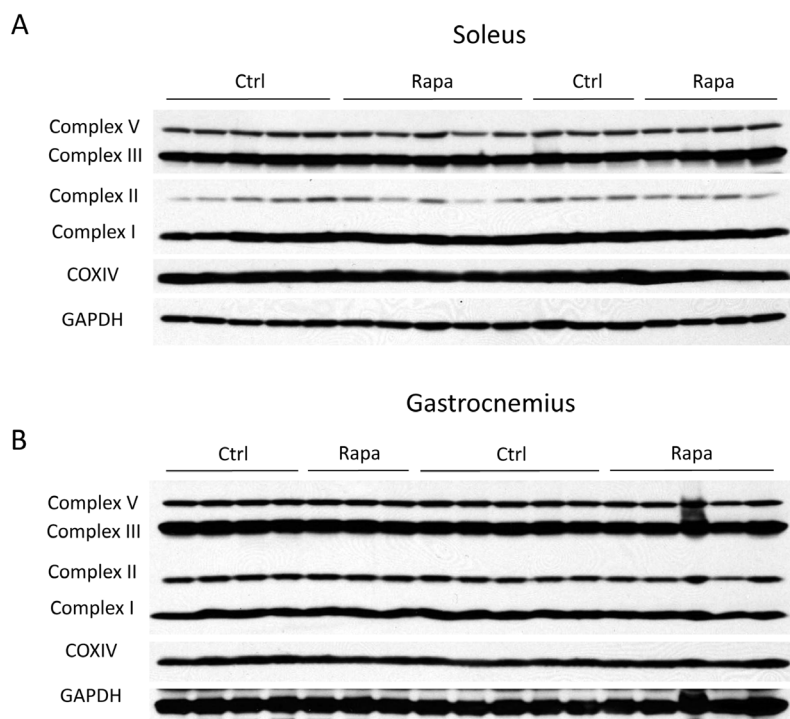 A
Soleus
Ctrl Rapa Ctrl Rapa
Complex V
Complex III
Complex II
Complex I
COXIV
GAPDH
Gastrocnemius
B
Ctrl Rapa Ctrl Rapa
Complex V
Complex III
Complex II
Complex I
COXIV
GAPDH